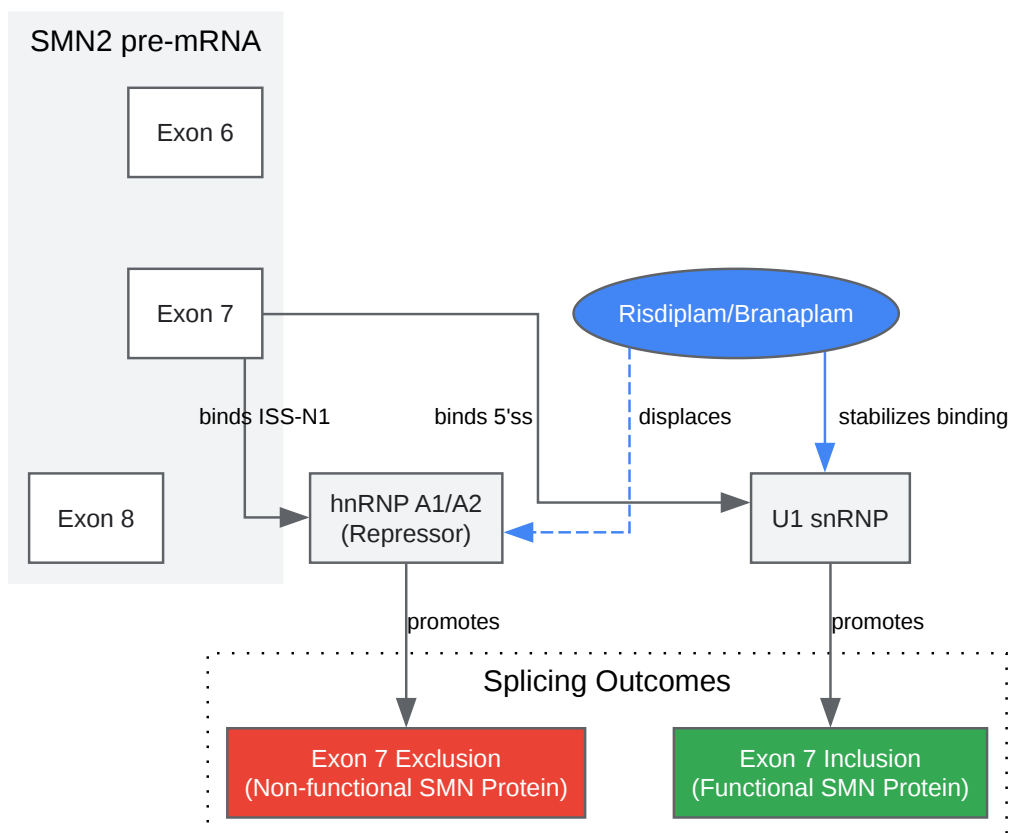 SMN2 pre-mRNA
Exon 6
Exon 7
Risdiplam/Branaplam
binds ISS-N1
binds 5'ss
displaces
stabilizes binding
Exon 8
hnRNP A1/A2
(Repressor)
U1 snRNP
promotes
promotes
Splicing Outcomes
Exon 7 Exclusion
(Non-functional SMN Protein)
Exon 7 Inclusion
(Functional SMN Protein)